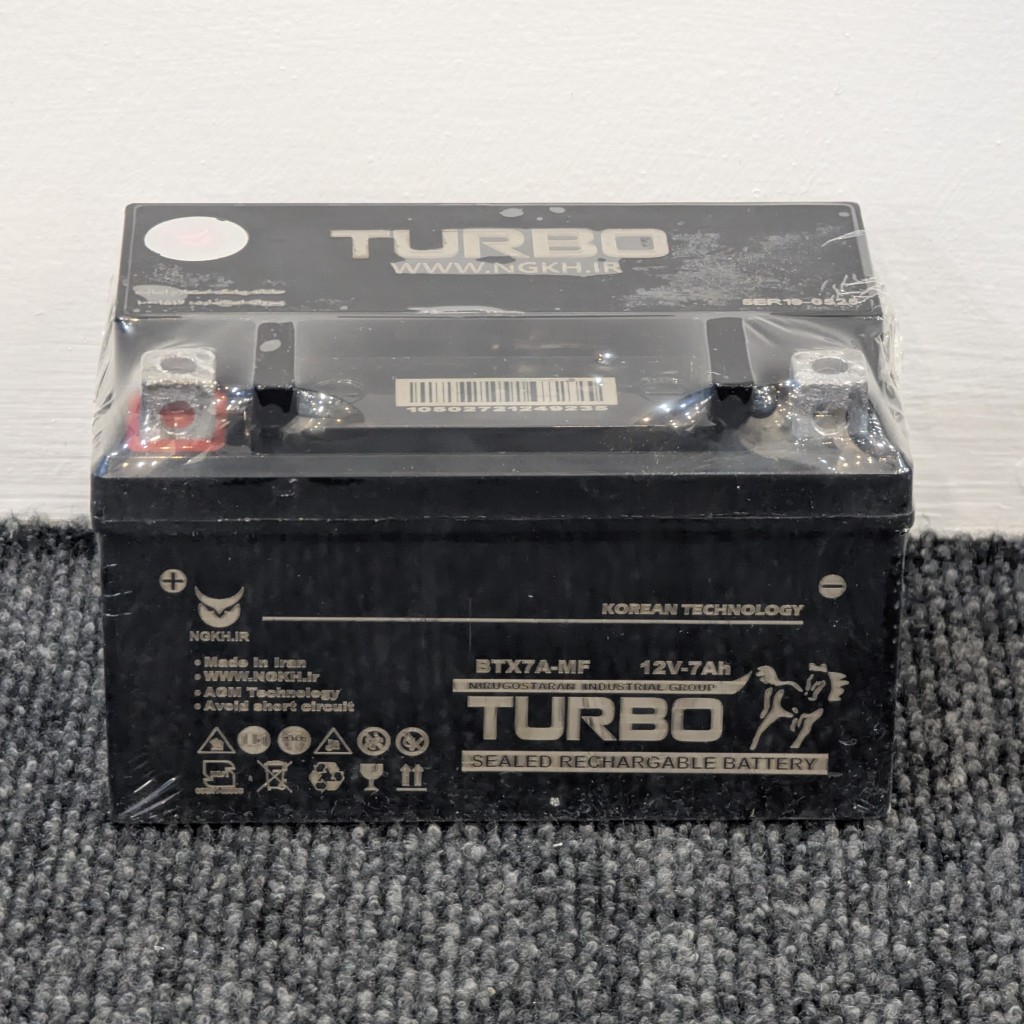 TURBO
WWW.NGKH.IR
10502721249235
+
−
NGKH.IR
KOREAN TECHNOLOGY
• Made in Iran
• WWW.NGKH.ir
• AGM Technology
• Avoid short circuit
BTX7A-MF 12V-7Ah
NIRUGOSTARAN INDUSTRIAL GROUP
TURBO
SEALED RECHARGABLE BATTERY